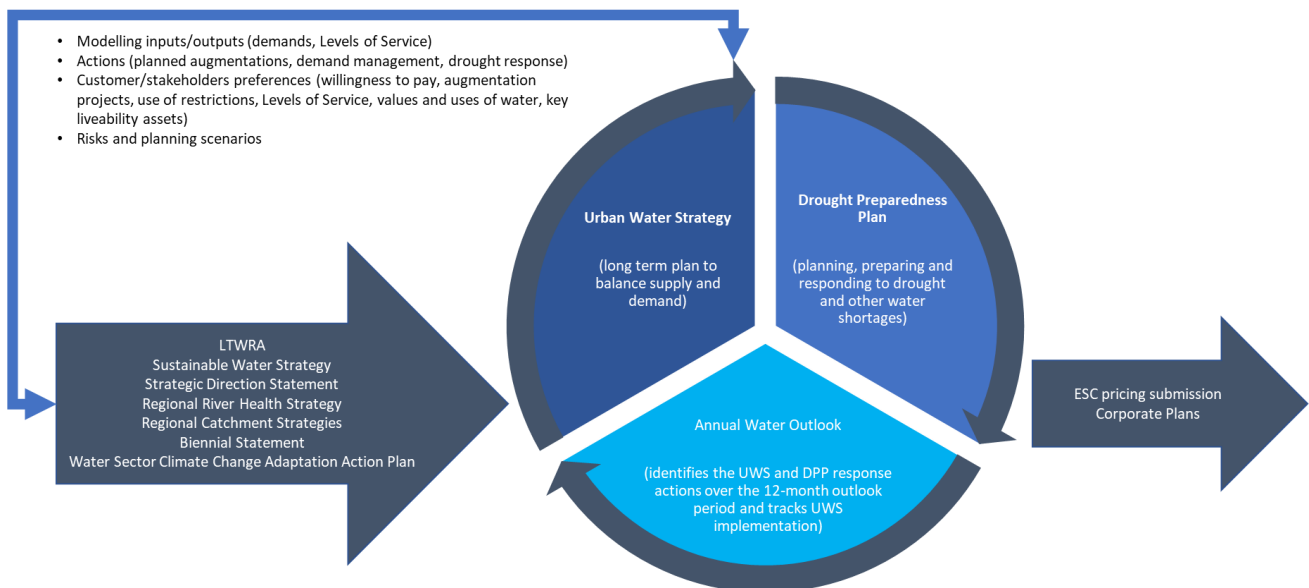 • Modelling inputs/outputs (demands, Levels of Service)
• Actions (planned augmentations, demand management, drought response)
• Customer/stakeholders preferences (willingness to pay, augmentation
projects, use of restrictions, Levels of Service, values and uses of water, key
liveability assets)
• Risks and planning scenarios
LTWRA
Sustainable Water Strategy
Strategic Direction Statement
Regional River Health Strategy
Regional Catchment Strategies
Biennial Statement
Water Sector Climate Change Adaptation Action Plan
Urban Water Strategy
(long term plan to
balance supply and
demand)
Drought Preparedness
Plan
(planning, preparing and
responding to drought
and other water
shortages)
Annual Water Outlook
(identifies the UWS and DPP response
actions over the 12-month outlook
period and tracks UWS
implementation)
ESC pricing submission
Corporate Plans